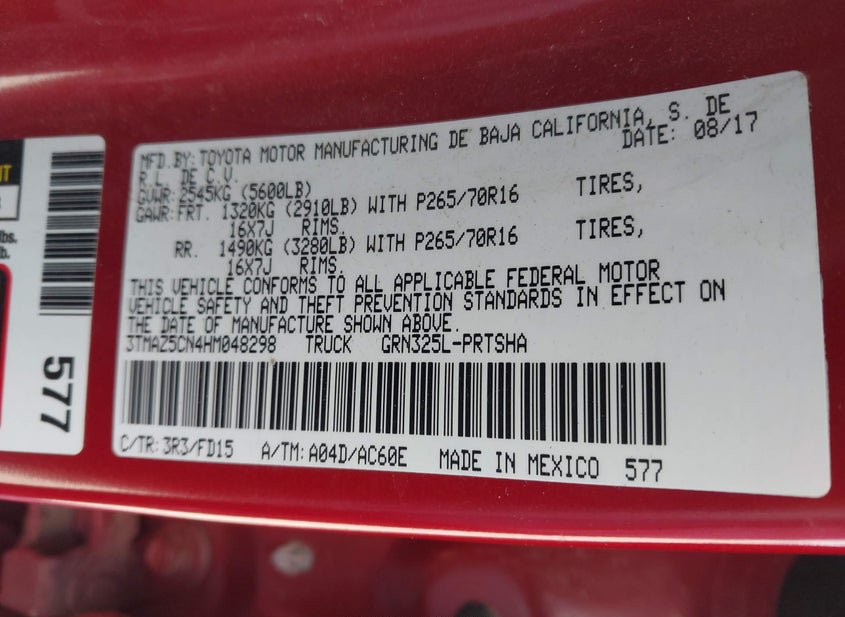 MFD.BY: TOYOTA MOTOR MANUFACTURING DE BAJA CALIFORNIA, S. DE
R.L. DE C.V. DATE: 08/17
GVWR: 2545KG (5600LB)
GAWR: FRT. 1320KG (2910LB) WITH P265/70R16 TIRES,
16X7J RIMS.
RR. 1490KG (3280LB) WITH P265/70R16 TIRES,
16X7J RIMS.
THIS VEHICLE CONFORMS TO ALL APPLICABLE FEDERAL MOTOR
VEHICLE SAFETY AND THEFT PREVENTION STANDARDS IN EFFECT ON
THE DATE OF MANUFACTURE SHOWN ABOVE.
3TMAZ5CN4HM048298 TRUCK GRN325L-PRTSHA
C/TR: 3R3/FD15 A/TM: A04D/AC60E MADE IN MEXICO 577
577
lbs.
lb.